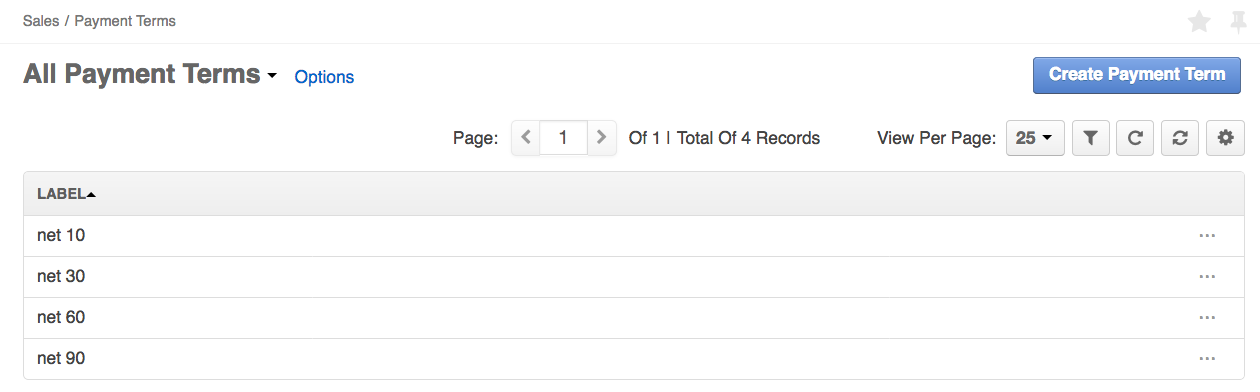 Sales / Payment Terms
All Payment Terms Options
Create Payment Term
Page: 1 Of 1 | Total Of 4 Records View Per Page: 25
LABEL
net 10 ...
net 30 ...
net 60 ...
net 90 ...